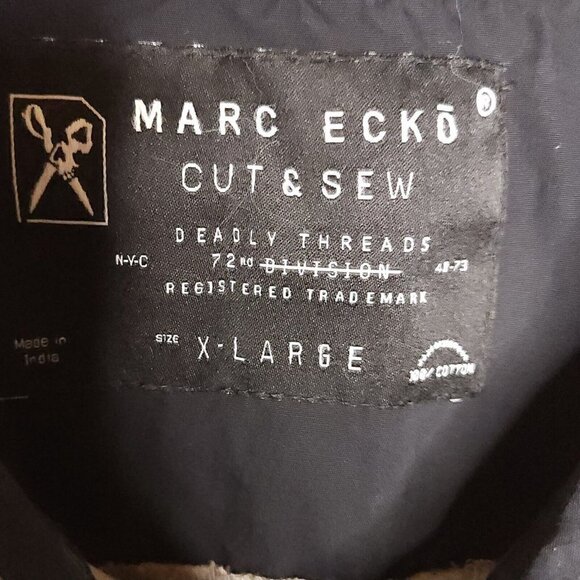 MARC ECKŌ®
CUT & SEW
DEADLY THREADS
N-Y-C 72ND DIVISION 48-73
REGISTERED TRADEMARK
SIZE X-LARGE
100% COTTON
Made in
India